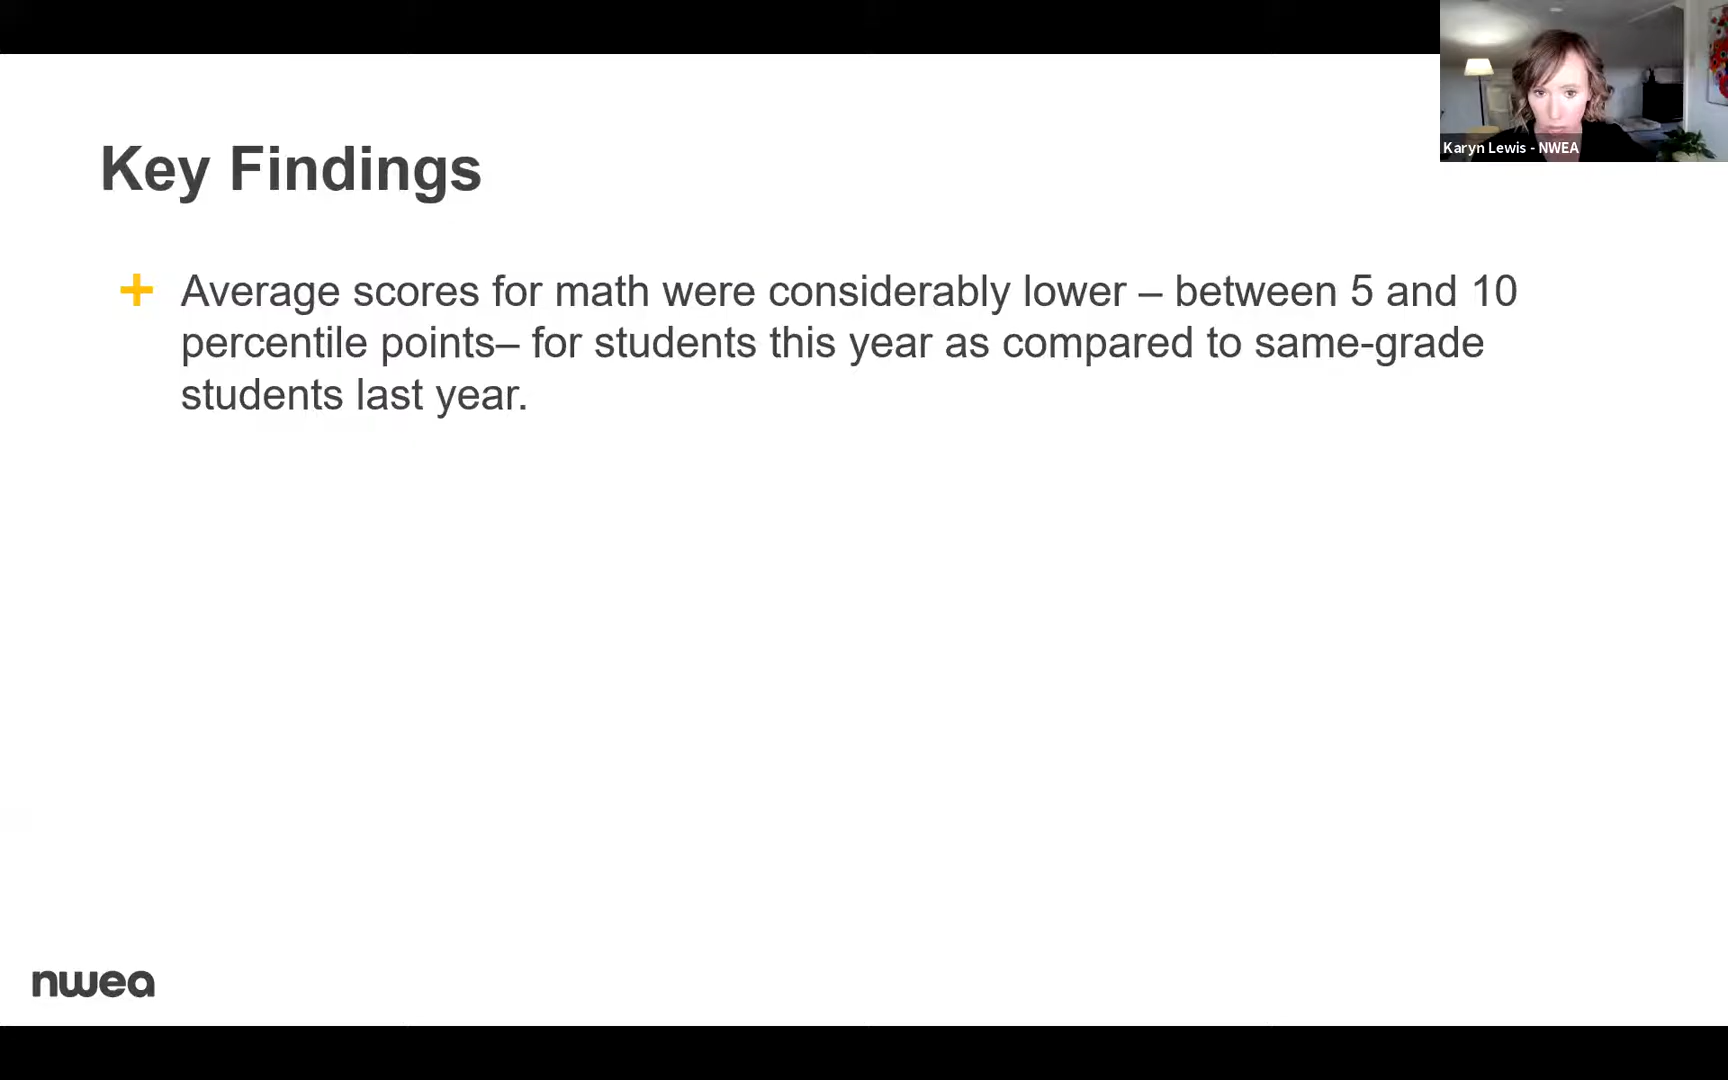 Karyn Lewis - NWEA
Key Findings
Average scores for math were considerably lower – between 5 and 10
percentile points– for students this year as compared to same-grade
students last year.
nwea